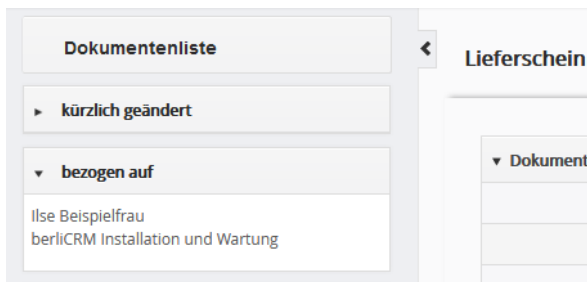 Dokumentenliste
kürzlich geändert
bezogen auf
Ilse Beispielfrau
berliCRM Installation und Wartung
Lieferschein
Dokument